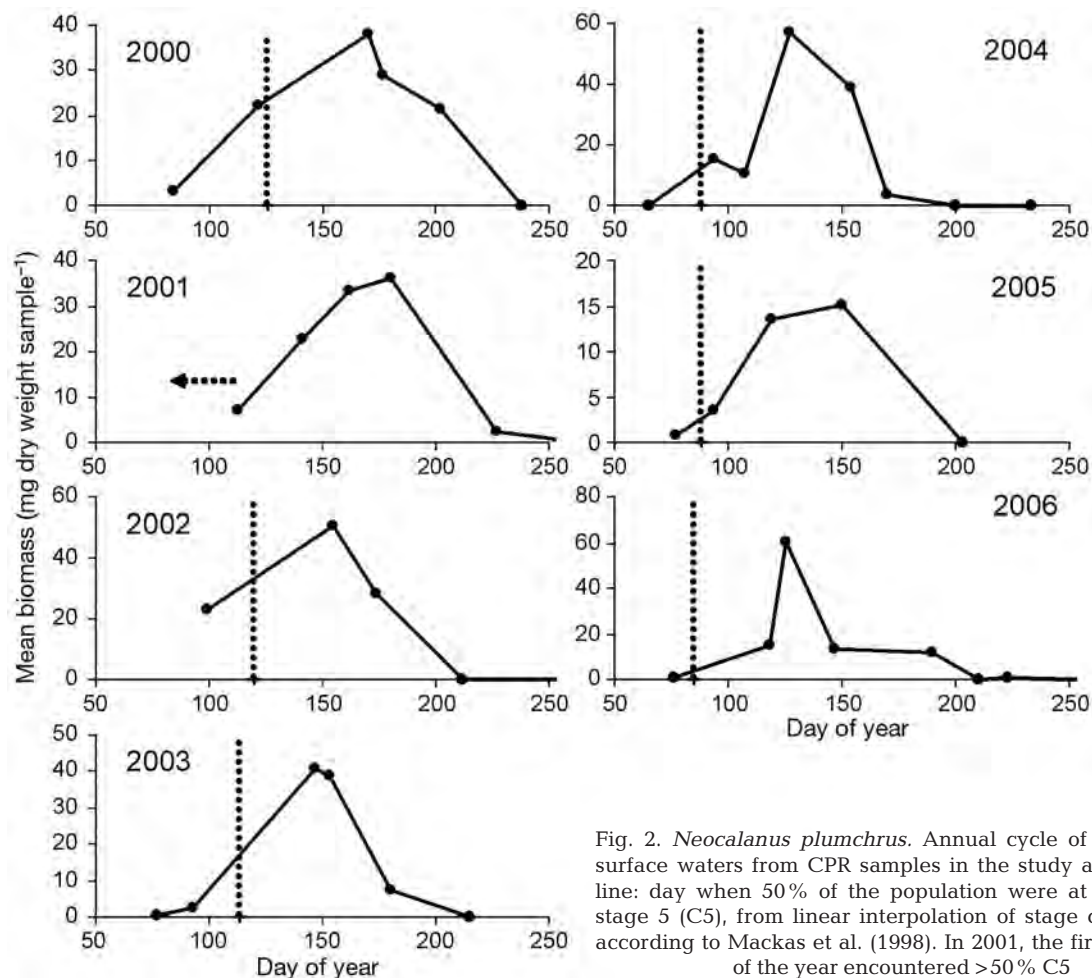 Mean biomass (mg dry weight sample⁻¹)
2000
40
30
20
10
0
50 100 150 200 250
2004
60
40
20
0
50 100 150 200 250
2001
40
30
20
10
0
50 100 150 200 250
2005
20
15
10
5
0
50 100 150 200 250
2002
60
40
20
0
50 100 150 200 250
2006
80
60
40
20
0
50 100 150 200 250
Day of year
2003
50
40
30
20
10
0
50 100 150 200 250
Day of year
Fig. 2. Neocalanus plumchrus. Annual cycle of
surface waters from CPR samples in the study a
line: day when 50% of the population were at
stage 5 (C5), from linear interpolation of stage c
according to Mackas et al. (1998). In 2001, the fir
of the year encountered >50% C5